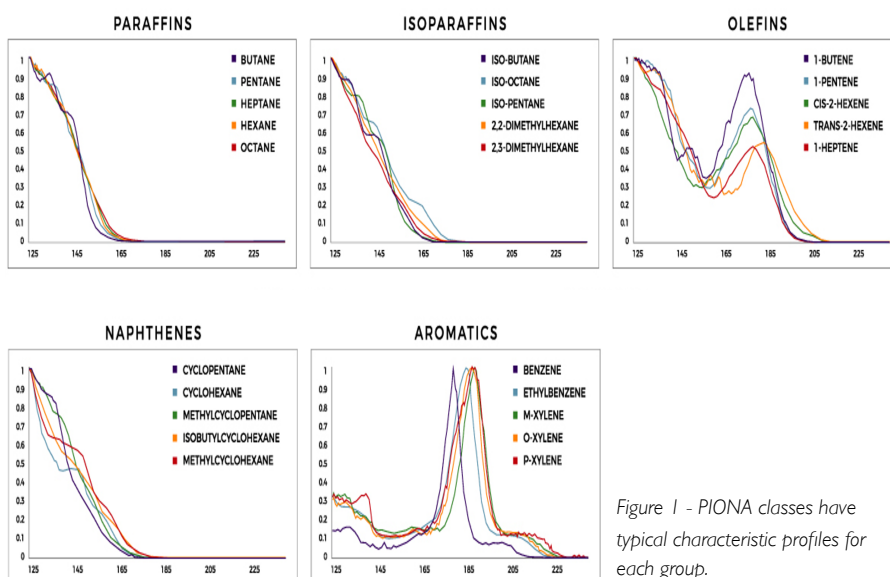 PARAFFINS
1
0.9
0.8
0.7
0.6
0.5
0.4
0.3
0.2
0.1
0
125
145
165
185
205
225
BUTANE
PENTANE
HEPTANE
HEXANE
OCTANE
ISOPARAFFINS
1
0.9
0.8
0.7
0.6
0.5
0.4
0.3
0.2
0.1
0
125
145
165
185
205
225
ISO-BUTANE
ISO-OCTANE
ISO-PENTANE
2,2-DIMETHYLHEXANE
2,3-DIMETHYLHEXANE
OLEFINS
1
0.9
0.8
0.7
0.6
0.5
0.4
0.3
0.2
0.1
0
125
145
165
185
205
225
1-BUTENE
1-PENTENE
CIS-2-HEXENE
TRANS-2-HEXENE
1-HEPTENE
NAPHTHENES
1
0.9
0.8
0.7
0.6
0.5
0.4
0.3
0.2
0.1
0
125
145
165
185
205
225
CYCLOPENTANE
CYCLOHEXANE
METHYLCYCLOPENTANE
ISOBUTYLCYCLOHEXANE
METHYLCYCLOHEXANE
AROMATICS
1
0.9
0.8
0.7
0.6
0.5
0.4
0.3
0.2
0.1
0
125
145
165
185
205
225
BENZENE
ETHYLBENZENE
M-XYLENE
O-XYLENE
P-XYLENE
Figure 1 - PIONA classes have
typical characteristic profiles for
each group.